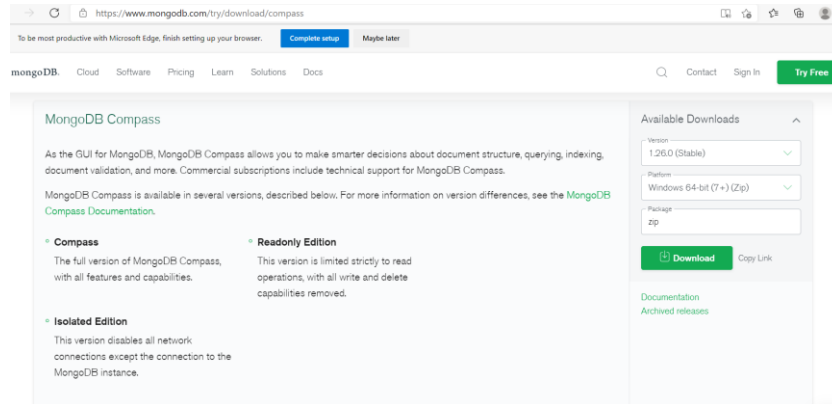 https://www.mongodb.com/try/download/compass
To be most productive with Microsoft Edge, finish setting up your browser. Complete setup Maybe later
mongoDB. Cloud Software Pricing Learn Solutions Docs Contact Sign In Try Free
MongoDB Compass
As the GUI for MongoDB, MongoDB Compass allows you to make smarter decisions about document structure, querying, indexing,
document validation, and more. Commercial subscriptions include technical support for MongoDB Compass.
MongoDB Compass is available in several versions, described below. For more information on version differences, see the MongoDB
Compass Documentation.
Compass
The full version of MongoDB Compass,
with all features and capabilities.
Readonly Edition
This version is limited strictly to read
operations, with all write and delete
capabilities removed.
Isolated Edition
This version disables all network
connections except the connection to the
MongoDB instance.
Available Downloads
Version
1.26.0 (Stable)
Platform
Windows 64-bit (7+) (Zip)
Package
zip
Download Copy Link
Documentation
Archived releases